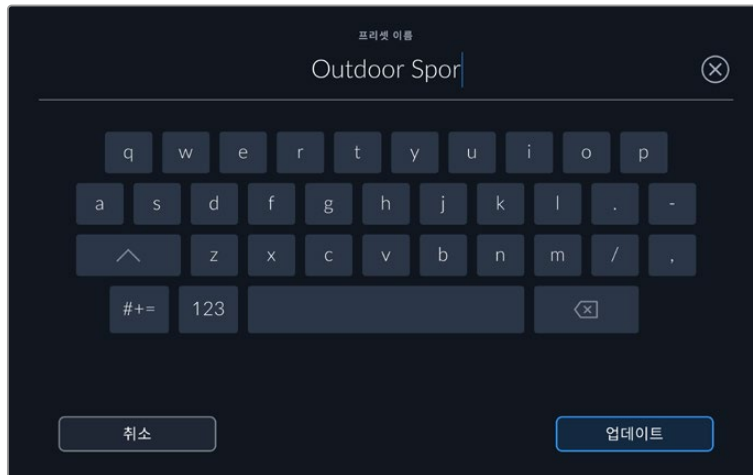 프리셋 이름
Outdoor Spor
q w e r t y u i o p
a s d f g h j k l . -
z x c v b n m / ,
#+= 123
취소 업데이트